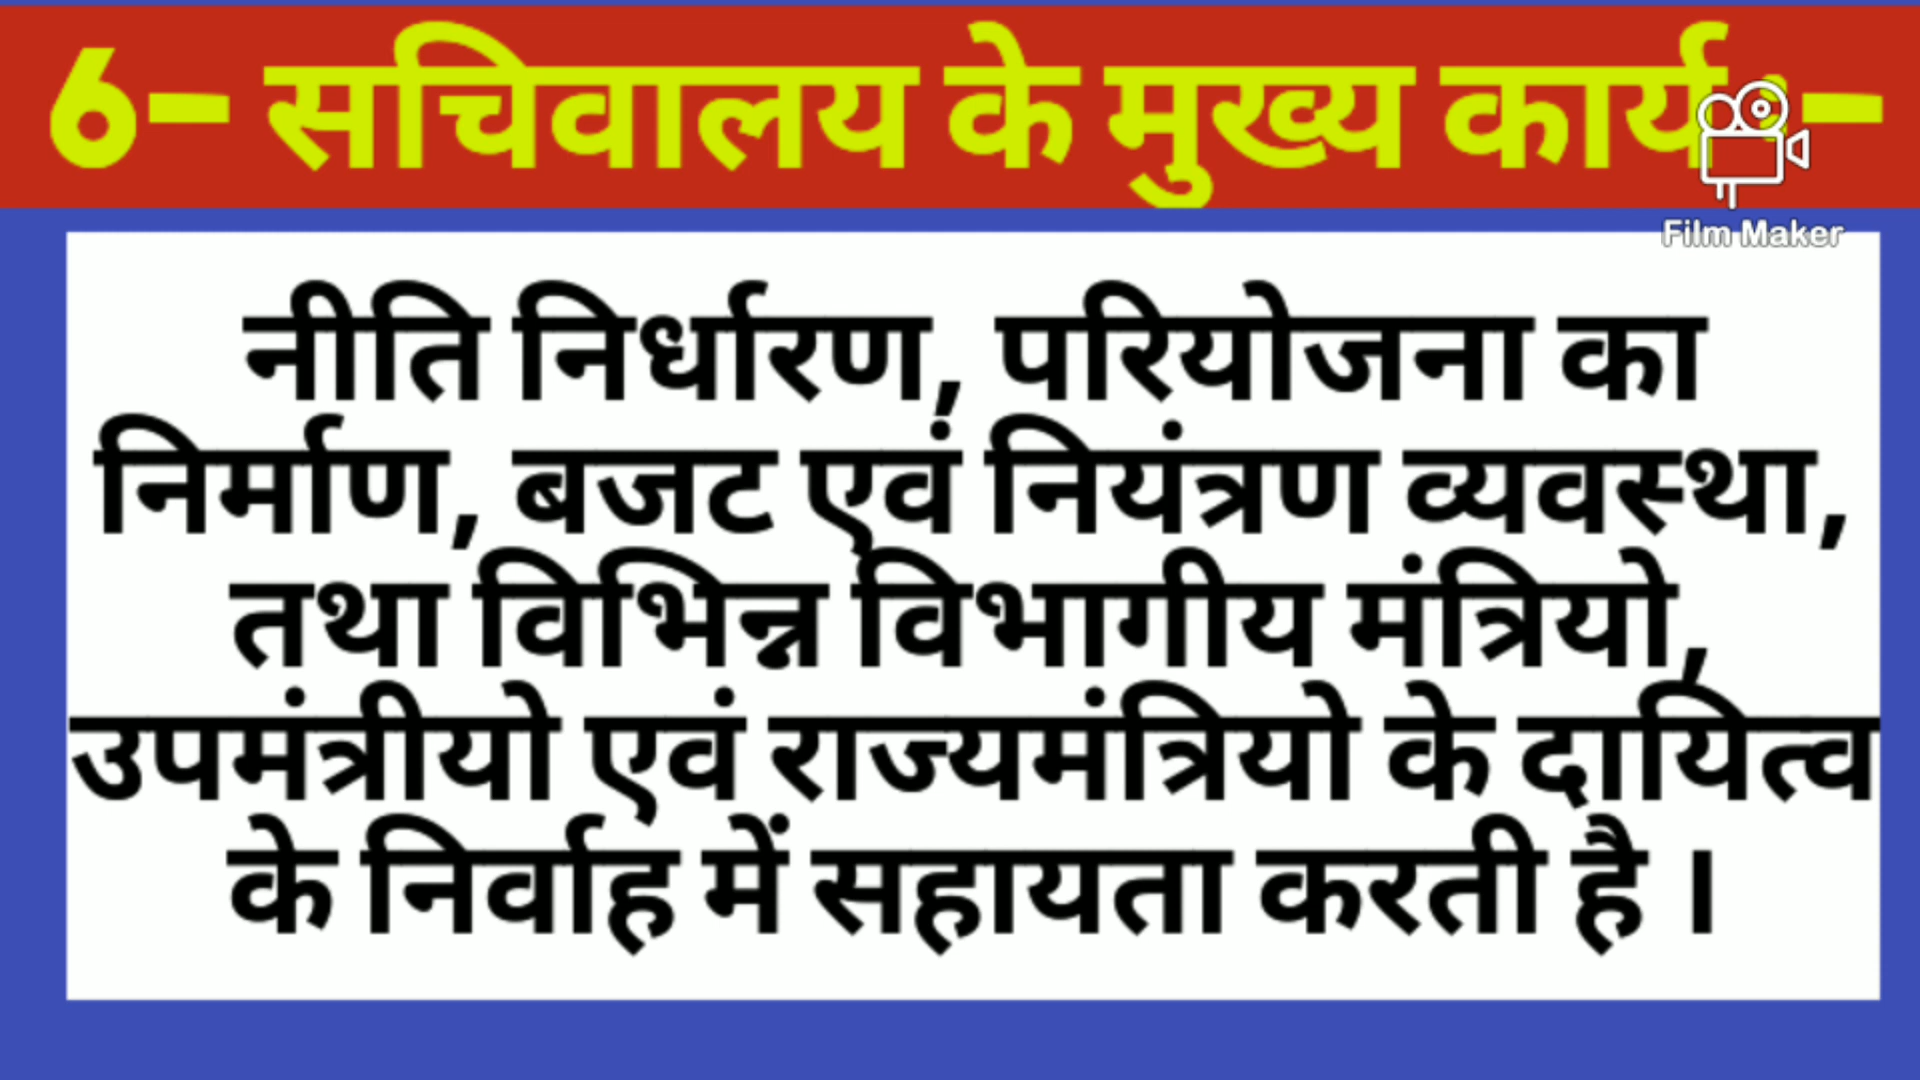 6- सचिवालय के मुख्य कार्य:-
Film Maker
नीति निर्धारण, परियोजना का
निर्माण, बजट एवं नियंत्रण व्यवस्था,
तथा विभिन्न विभागीय मंत्रियो,
उपमंत्रीयो एवं राज्यमंत्रियो के दायित्व
के निर्वाह में सहायता करती है ।